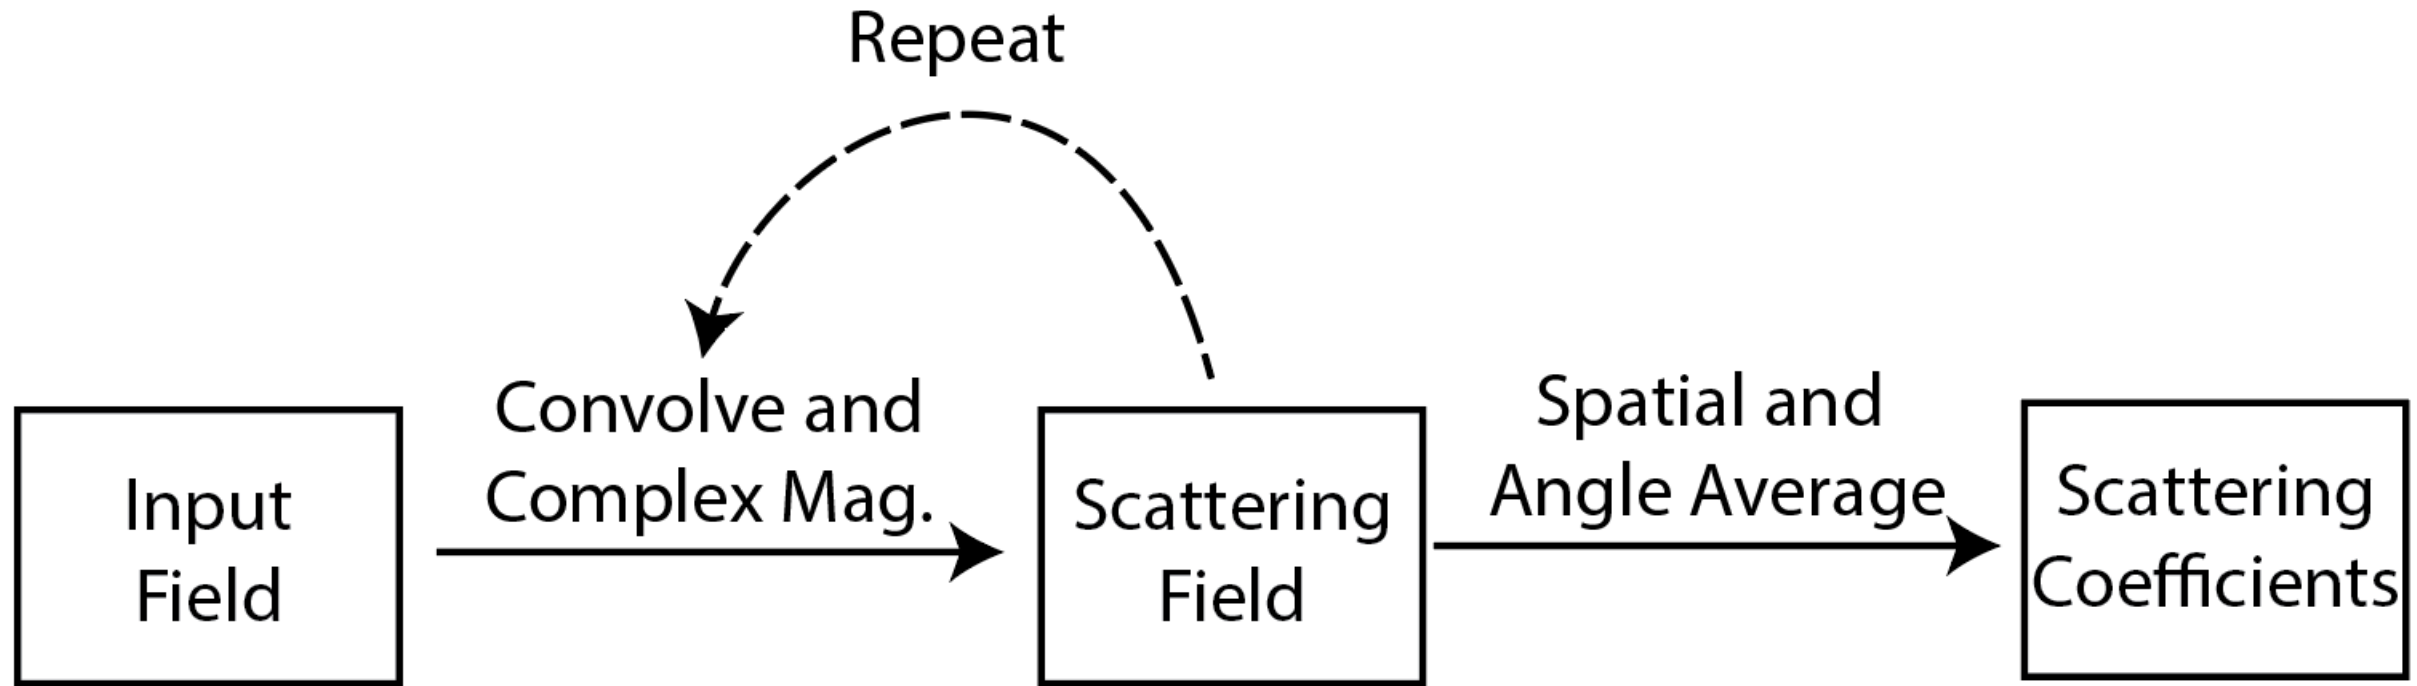 Repeat
Input
Field
Convolve and
Complex Mag.
Scattering
Field
Spatial and
Angle Average
Scattering
Coefficients